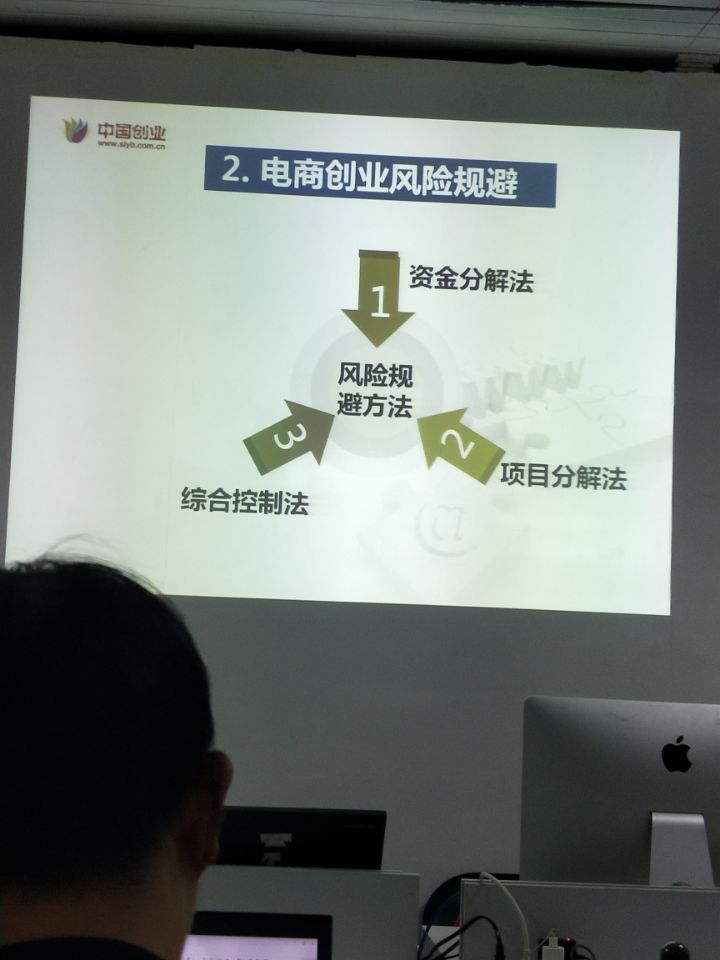 中国创业
www.siyb.com.cn
2. 电商创业风险规避
1
资金分解法
风险规
避方法
3
2
项目分解法
综合控制法
@